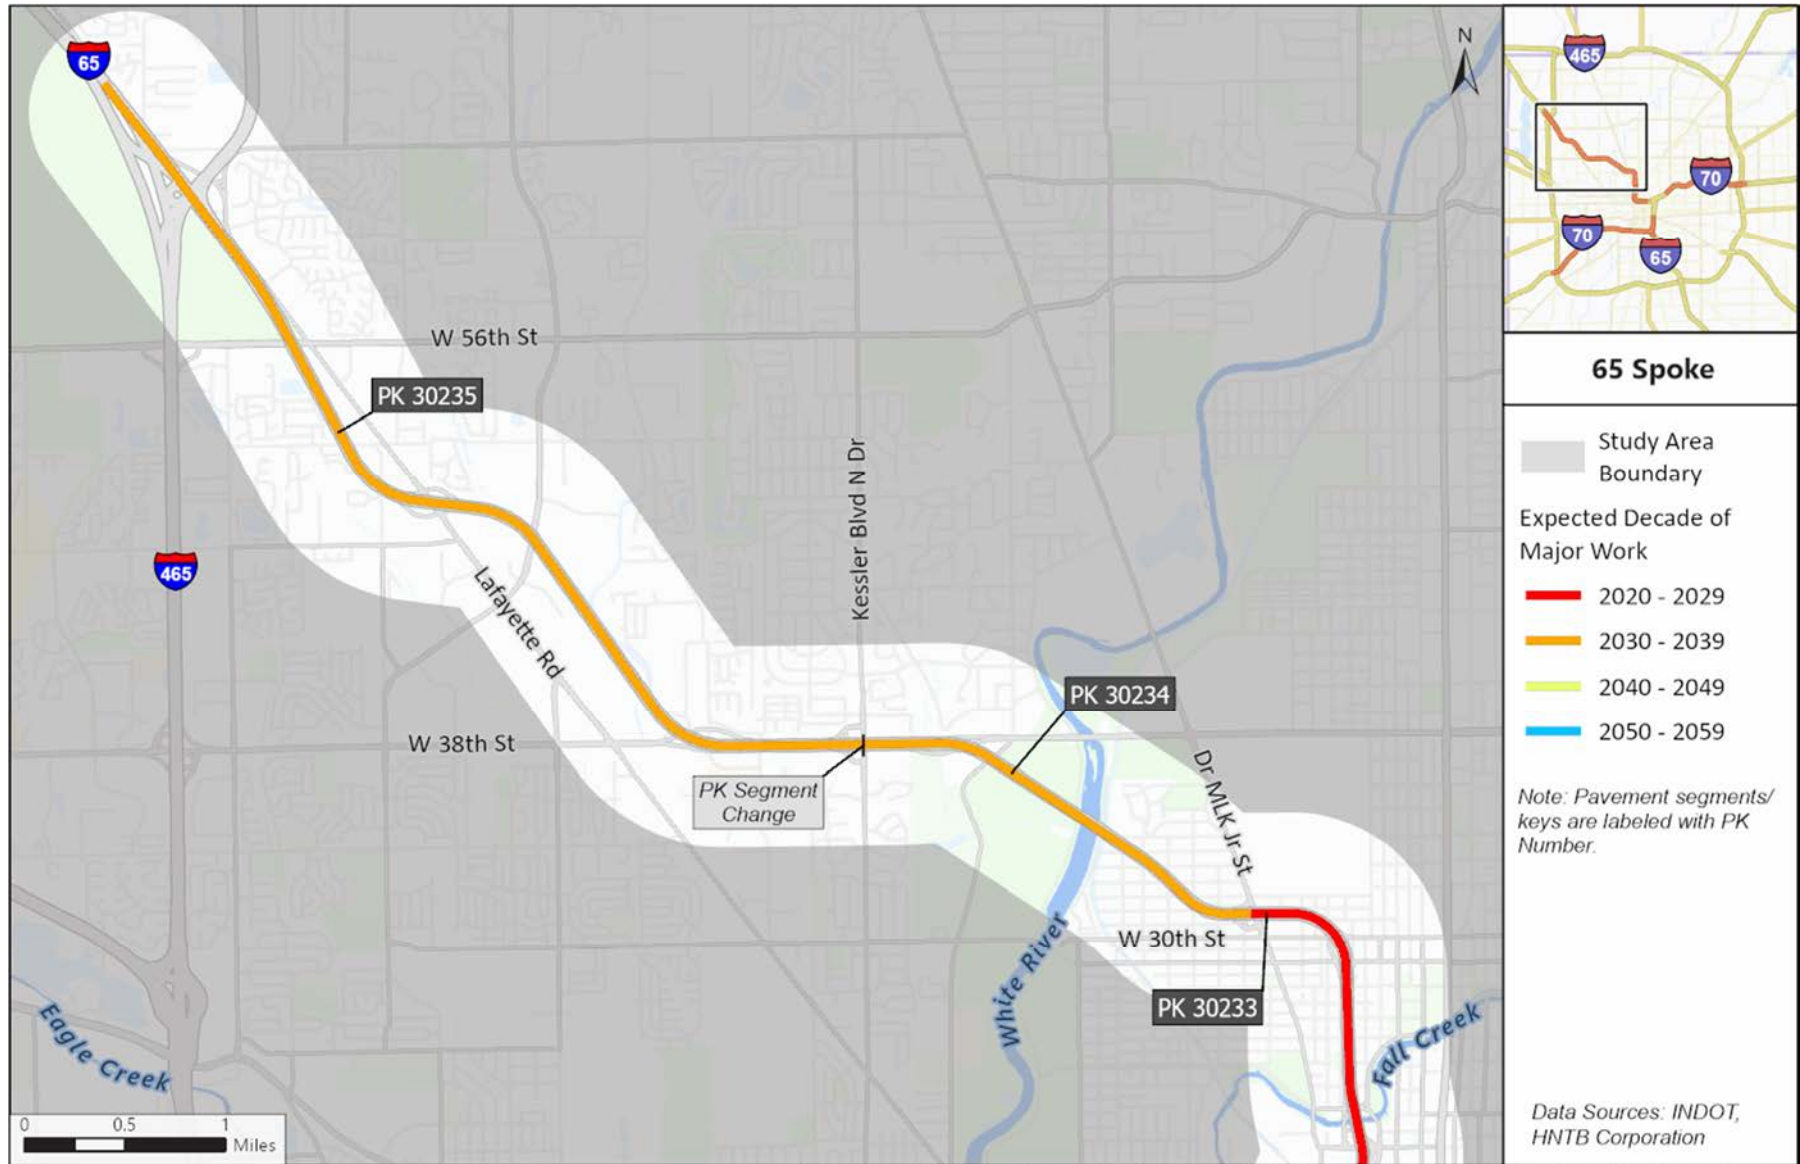 65
N
W 56th St
PK 30235
Kessler Blvd N Dr
465
Lafayette Rd
PK 30234
W 38th St
PK Segment
Change
Dr MLK Jr St
W 30th St
White River
PK 30233
Eagle Creek
Fall Creek
0 0.5 1
Miles
465
70
70
65
65 Spoke
Study Area
Boundary
Expected Decade of
Major Work
2020 - 2029
2030 - 2039
2040 - 2049
2050 - 2059
Note: Pavement segments/
keys are labeled with PK
Number.
Data Sources: INDOT,
HNTB Corporation